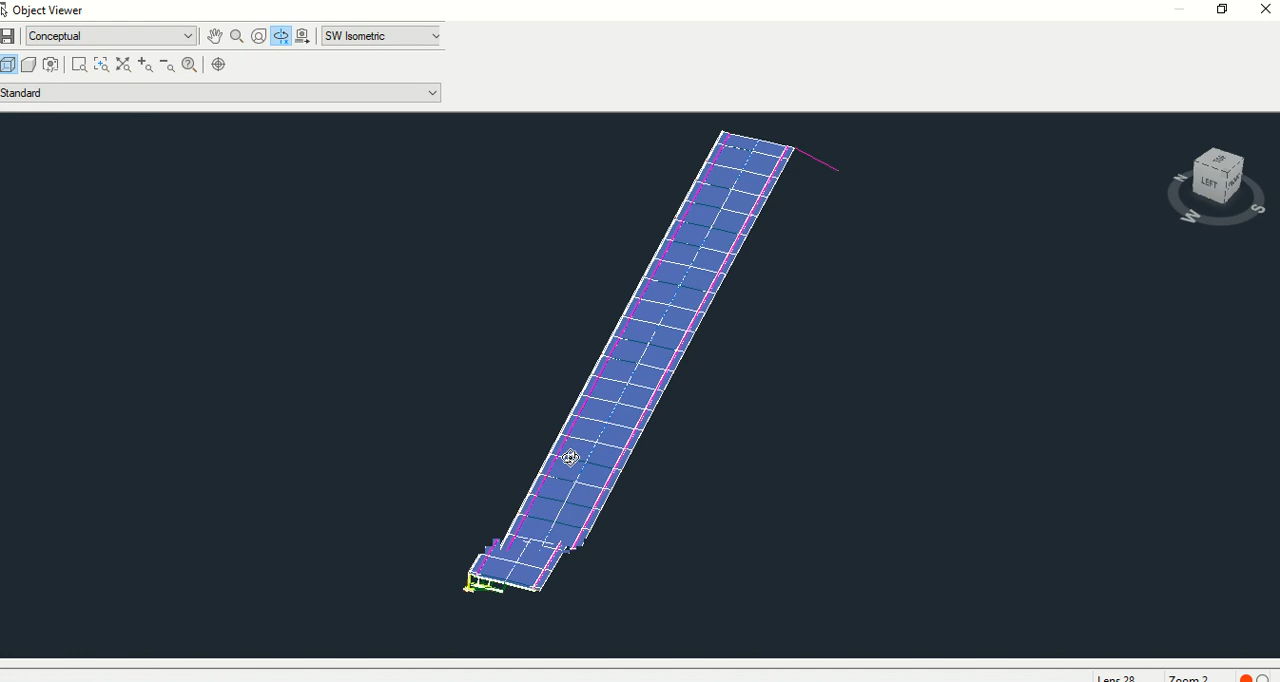 Object Viewer
Conceptual
SW Isometric
Standard
N
LEFT
W
S
Lens 28
Zoom 2